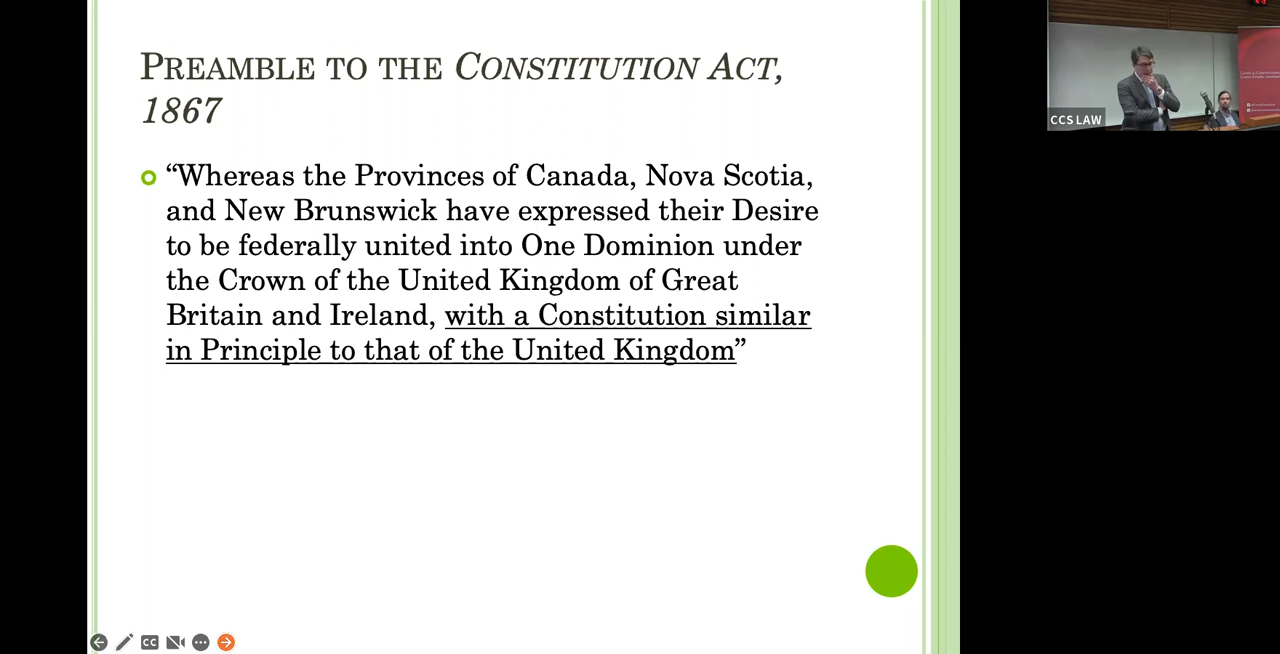 PREAMBLE TO THE CONSTITUTION ACT,
1867
“Whereas the Provinces of Canada, Nova Scotia,
and New Brunswick have expressed their Desire
to be federally united into One Dominion under
the Crown of the United Kingdom of Great
Britain and Ireland, with a Constitution similar
in Principle to that of the United Kingdom”
CCS LAW
CC